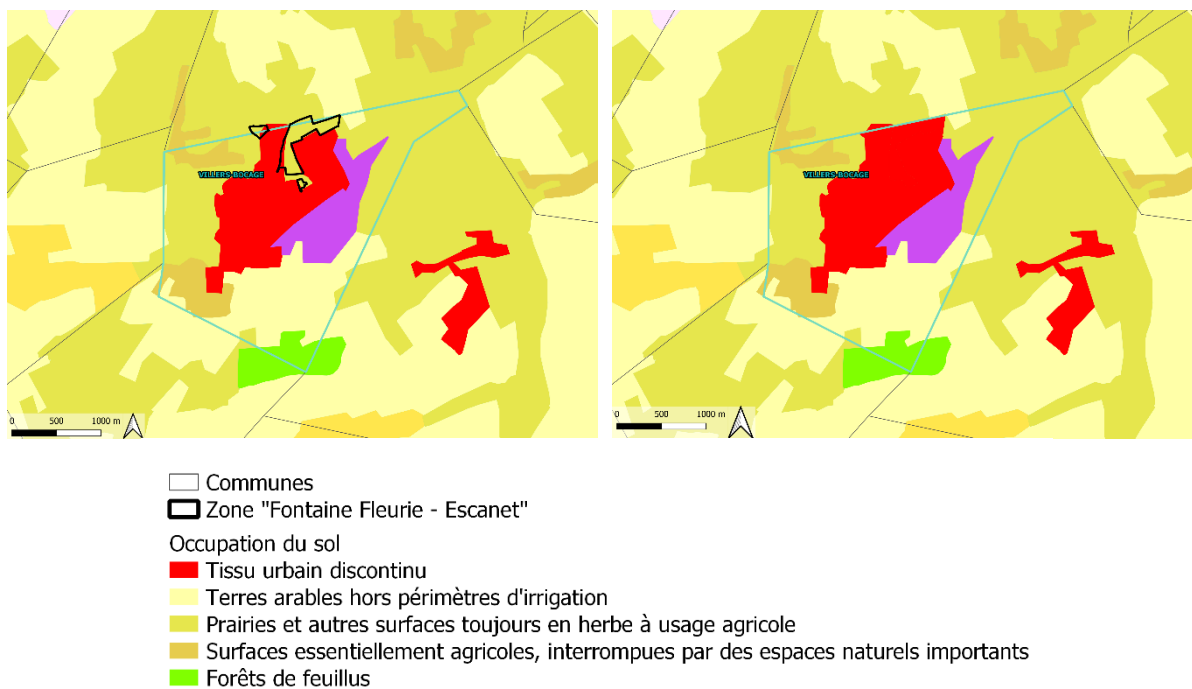 VILLERS-BOCAGE
VILLERS-BOCAGE
0 500 1000 m
0 500 1000 m
Communes
Zone "Fontaine Fleurie - Escanet"
Occupation du sol
Tissu urbain discontinu
Terres arables hors périmètres d'irrigation
Prairies et autres surfaces toujours en herbe à usage agricole
Surfaces essentiellement agricoles, interrompues par des espaces naturels importants
Forêts de feuillus